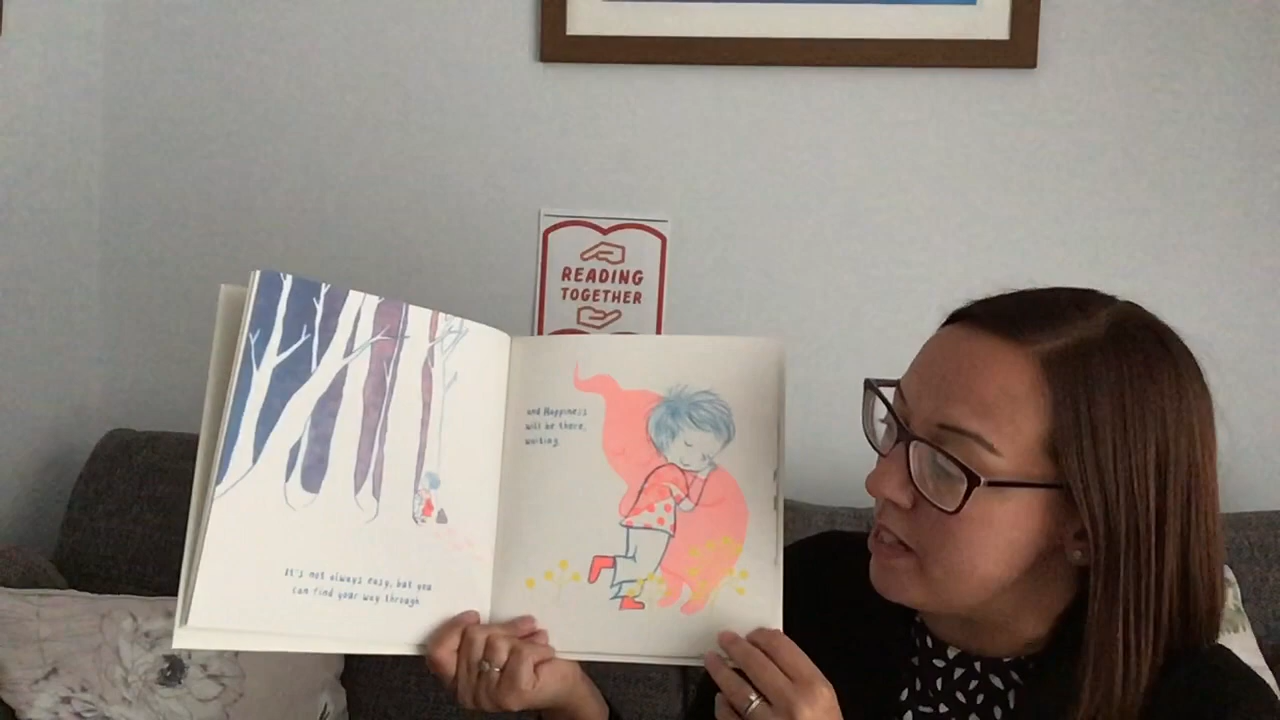 READING
TOGETHER
It's not always easy, but you
can find your way through
and Happiness
will be there,
waiting.